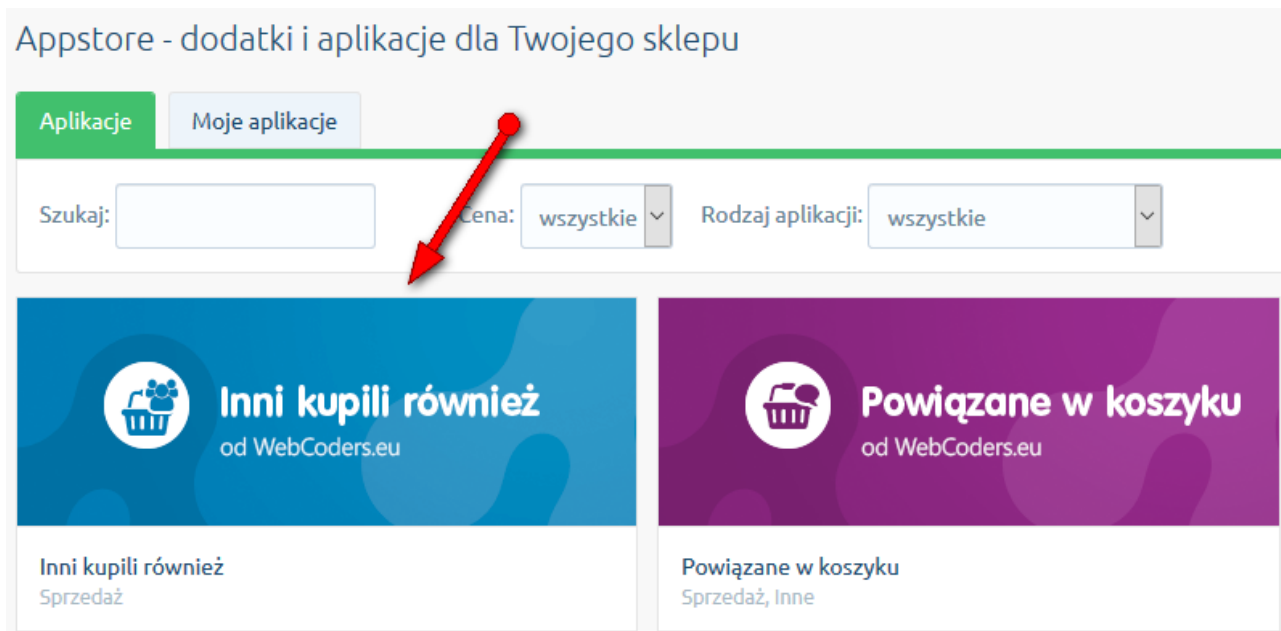 Appstore - dodatki i aplikacje dla Twojego sklepu
Aplikacje Moje aplikacje
Szukaj: Cena: wszystkie Rodzaj aplikacji: wszystkie
Inni kupili również
od WebCoders.eu
Powiązane w koszyku
od WebCoders.eu
Inni kupili również
Sprzedaż
Powiązane w koszyku
Sprzedaż, Inne